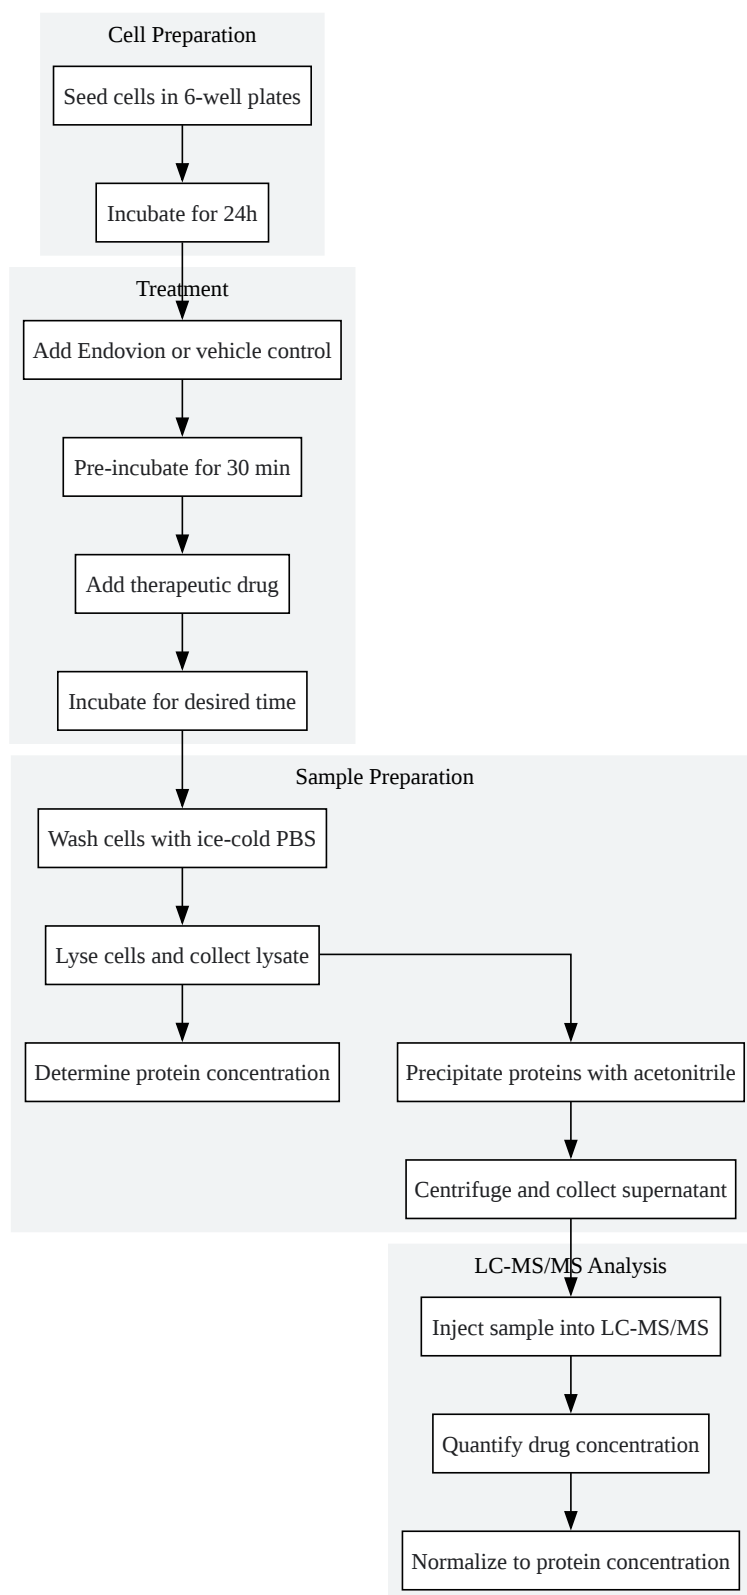 Cell Preparation
Seed cells in 6-well plates
Incubate for 24h
Treatment
Add Endovion or vehicle control
Pre-incubate for 30 min
Add therapeutic drug
Incubate for desired time
Sample Preparation
Wash cells with ice-cold PBS
Lyse cells and collect lysate
Determine protein concentration
Precipitate proteins with acetonitrile
Centrifuge and collect supernatant
LC-MS/MS Analysis
Inject sample into LC-MS/MS
Quantify drug concentration
Normalize to protein concentration